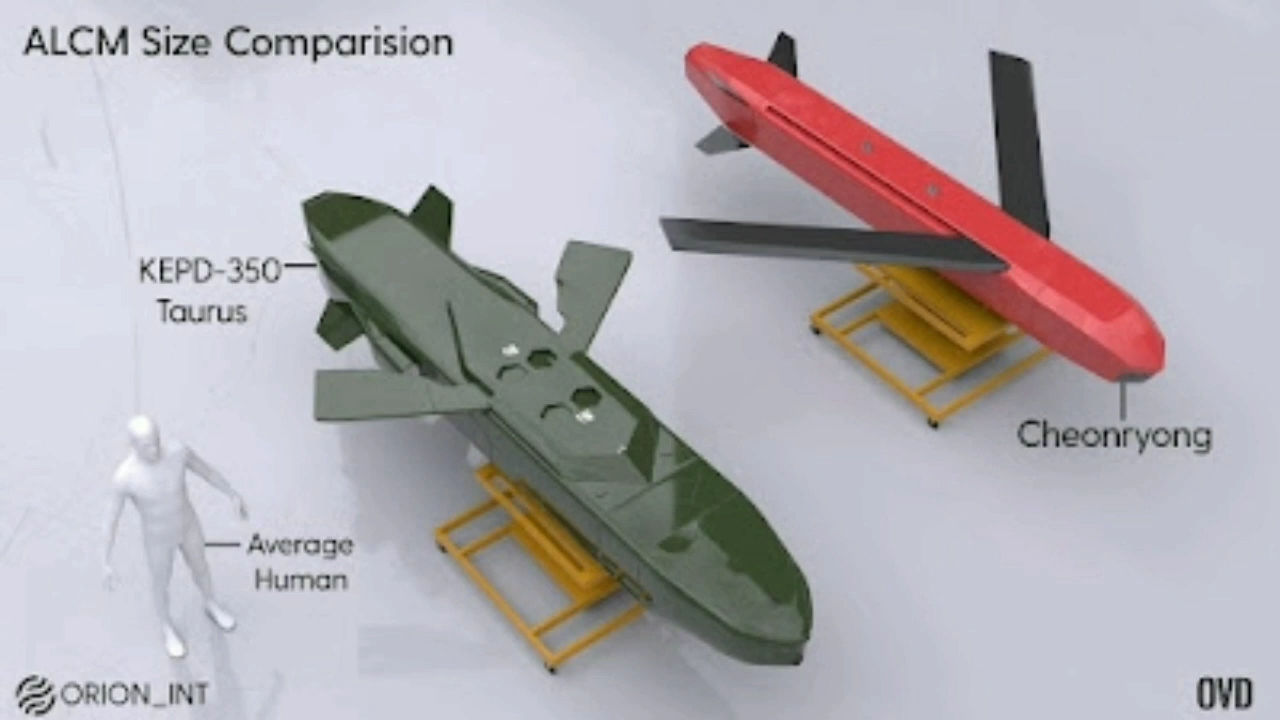 ALCM Size Comparision
KEPD-350
Taurus
Cheonryong
Average
Human
ORION_INT
OVD